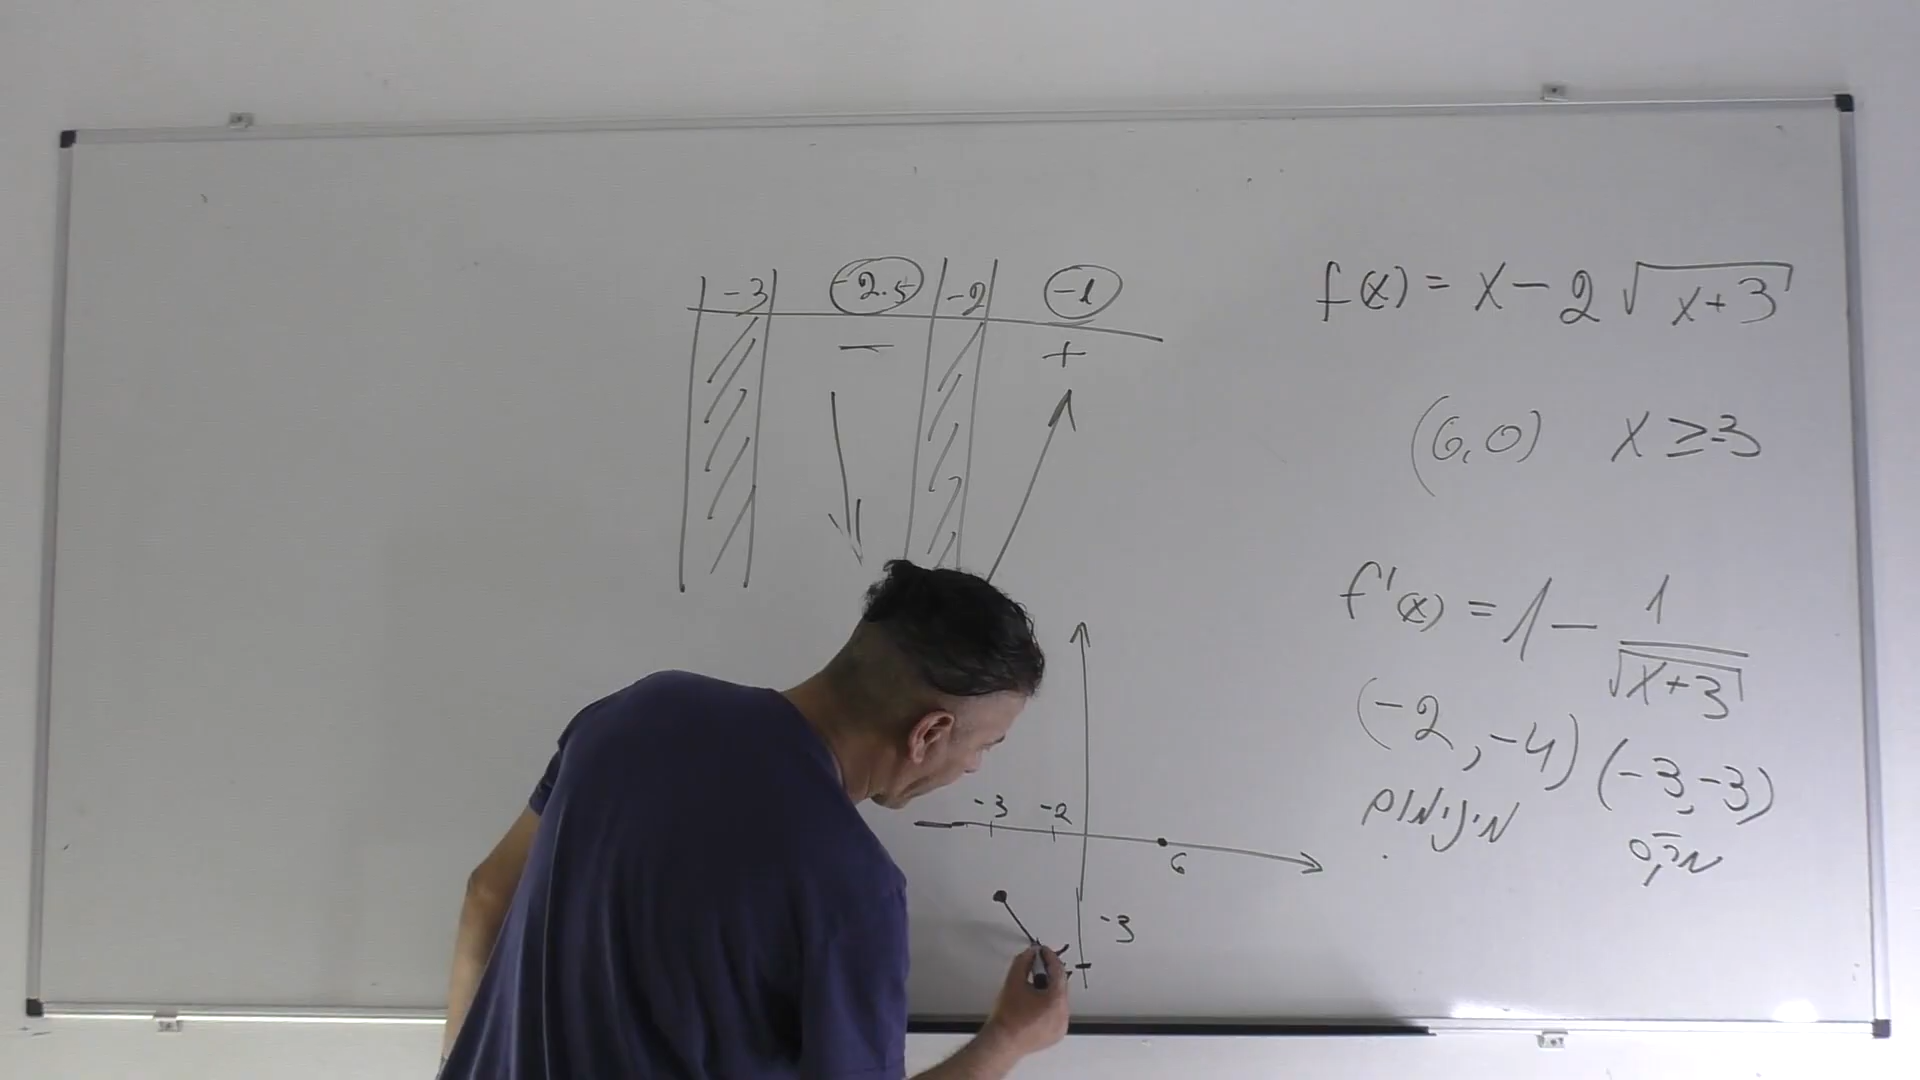 f(x) = x - 2√(x+3)
(6,0) x ≥ -3
f'(x) = 1 - 1/√(x+3)
(-2, -4) (-3, -3)
מינימום
-3 -2.5 -2 -1
- +
-3 -2
6
-3